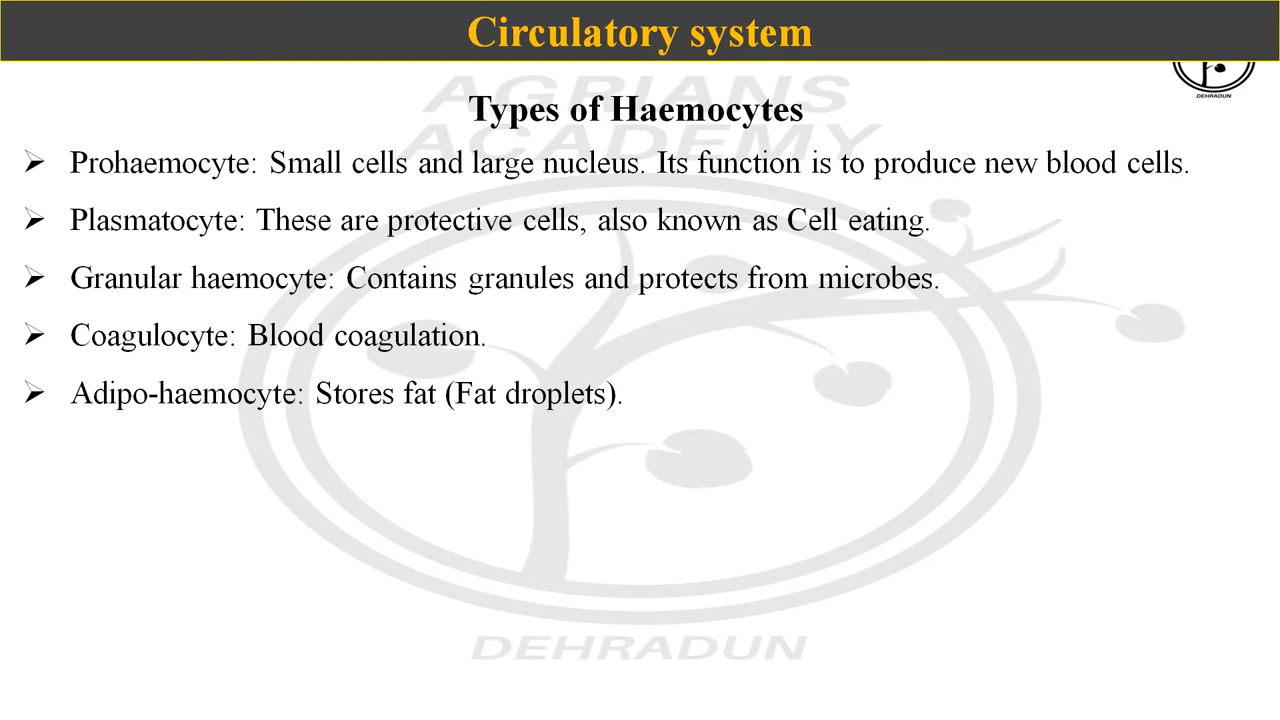 Circulatory system
DEHRADUN
AGRIANS
ACADEMY
Types of Haemocytes
➢ Prohaemocyte: Small cells and large nucleus. Its function is to produce new blood cells.
➢ Plasmatocyte: These are protective cells, also known as Cell eating.
➢ Granular haemocyte: Contains granules and protects from microbes.
➢ Coagulocyte: Blood coagulation.
➢ Adipo-haemocyte: Stores fat (Fat droplets).
DEHRADUN